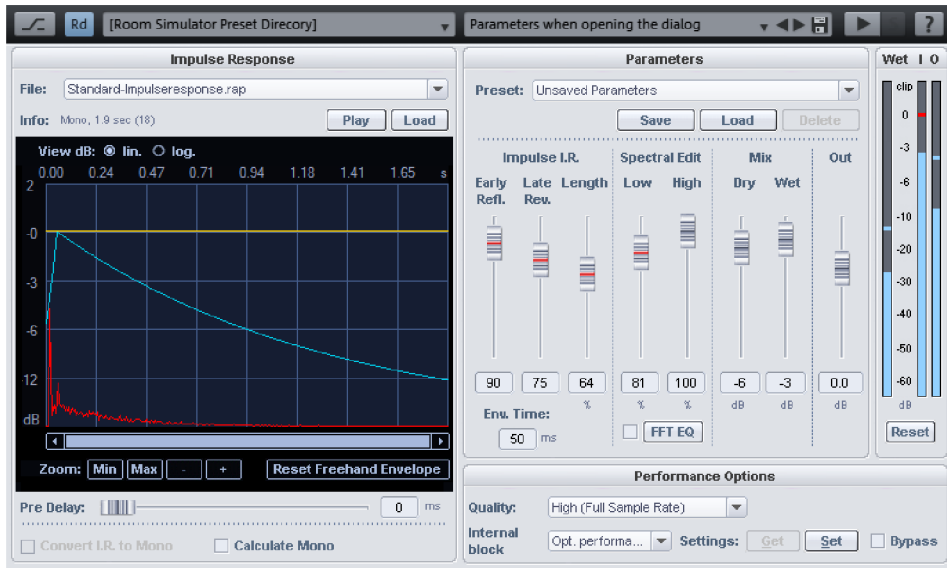 Rd [Room Simulator Preset Direcory] Parameters when opening the dialog ?
Impulse Response
File: Standard-Impulseresponse.rap
Info: Mono, 1.9 sec (18) Play Load
View dB: lin. log.
0.00 0.24 0.47 0.71 0.94 1.18 1.41 1.65 s
2
-0
-3
-6
-12
dB
Zoom: Min Max - + Reset Freehand Envelope
Pre Delay: 0 ms
Convert I.R. to Mono Calculate Mono
Parameters
Preset: Unsaved Parameters
Save Load Delete
Impulse I.R. Spectral Edit Mix Out
Early Late Length Low High Dry Wet
Refl. Rev.
90 75 64 81 100 -6 -3 0.0
% % % dB dB dB
Env. Time:
50 ms FFT EQ
Performance Options
Quality: High (Full Sample Rate)
Internal
block Opt. performa... Settings: Get Set Bypass
Wet I O
clip
0
-3
-6
-10
-20
-30
-40
-50
-60
dB
Reset